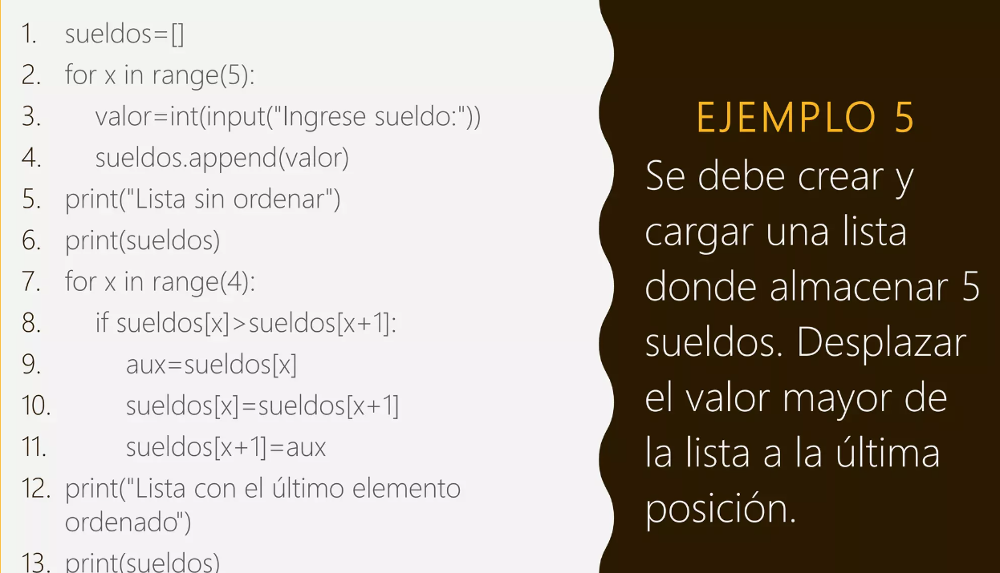 1. sueldos=[]
2. for x in range(5):
3. valor=int(input("Ingrese sueldo:"))
4. sueldos.append(valor)
5. print("Lista sin ordenar")
6. print(sueldos)
7. for x in range(4):
8. if sueldos[x]>sueldos[x+1]:
9. aux=sueldos[x]
10. sueldos[x]=sueldos[x+1]
11. sueldos[x+1]=aux
12. print("Lista con el último elemento
ordenado")
13. print(sueldos)
EJEMPLO 5
Se debe crear y
cargar una lista
donde almacenar 5
sueldos. Desplazar
el valor mayor de
la lista a la última
posición.